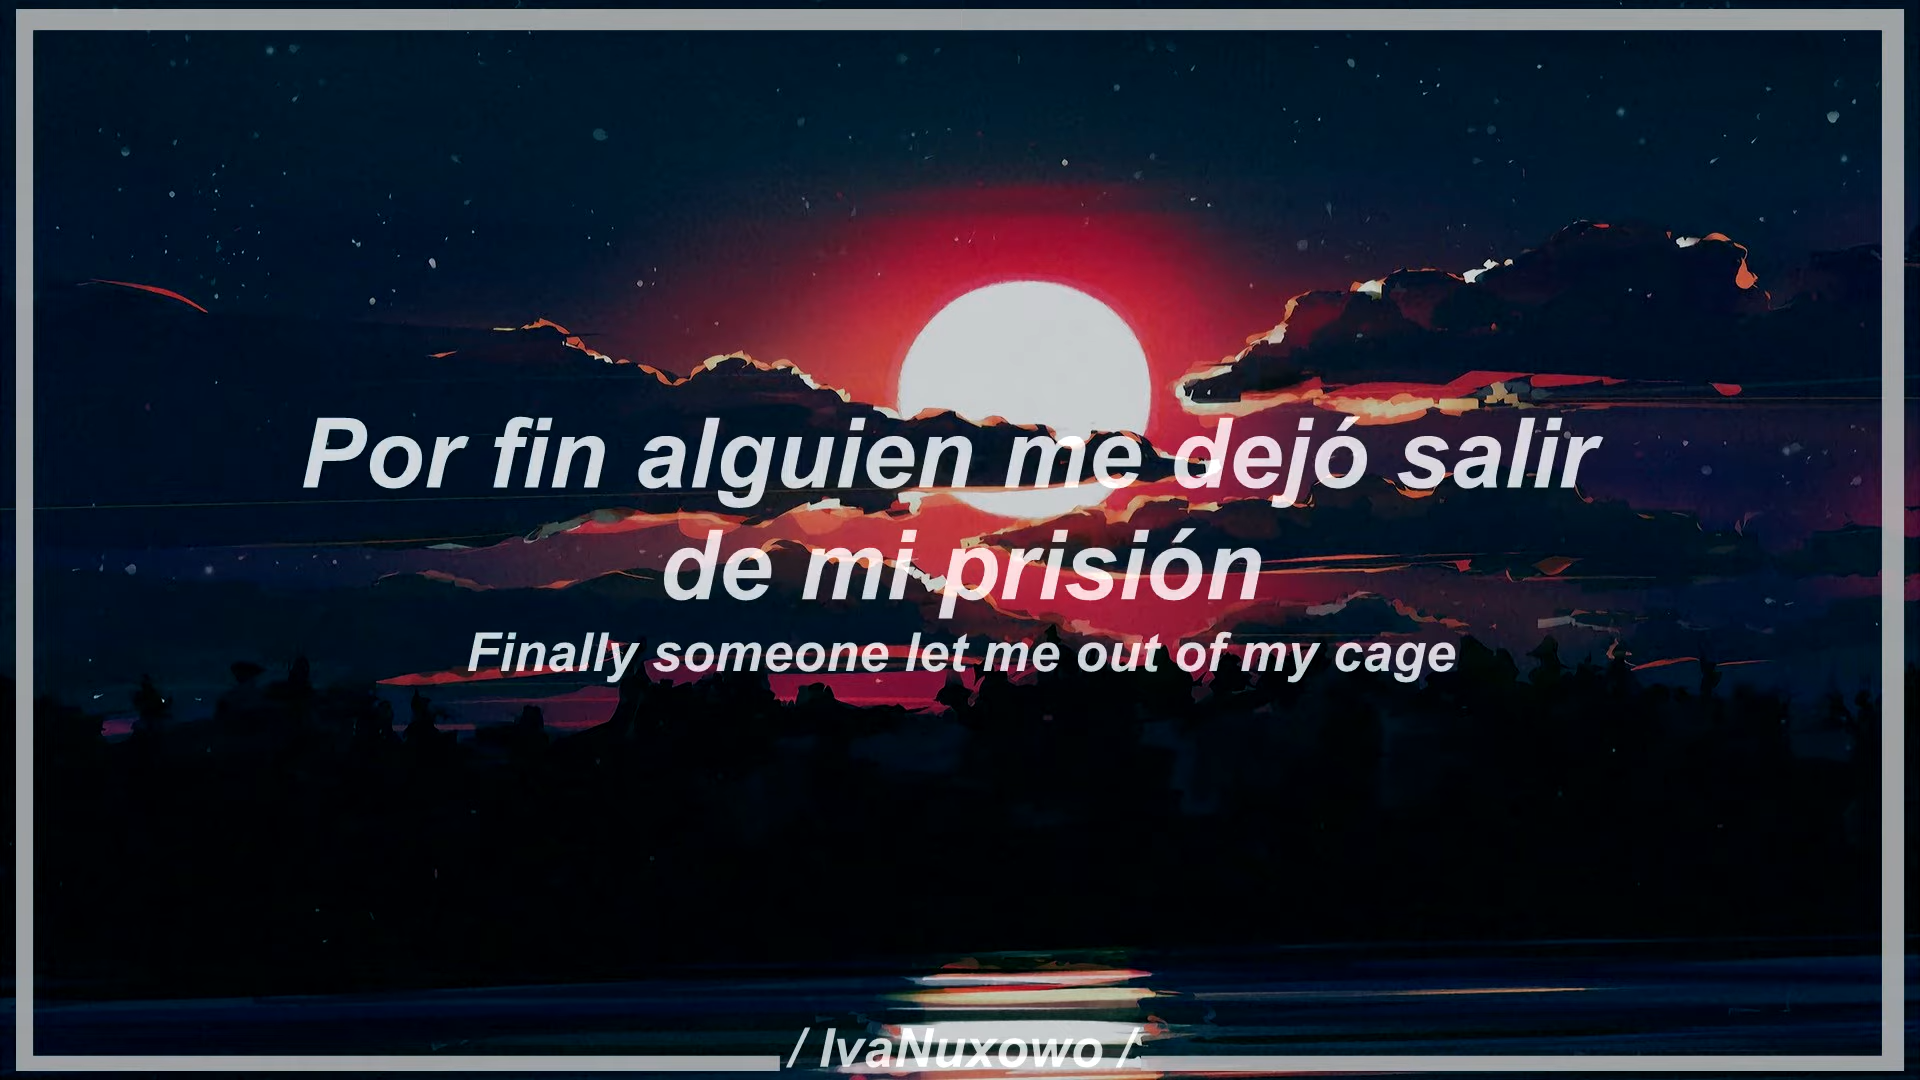 Por fin alguien me dejó salir
de mi prisión
Finally someone let me out of my cage
/ IvaNuxowo /